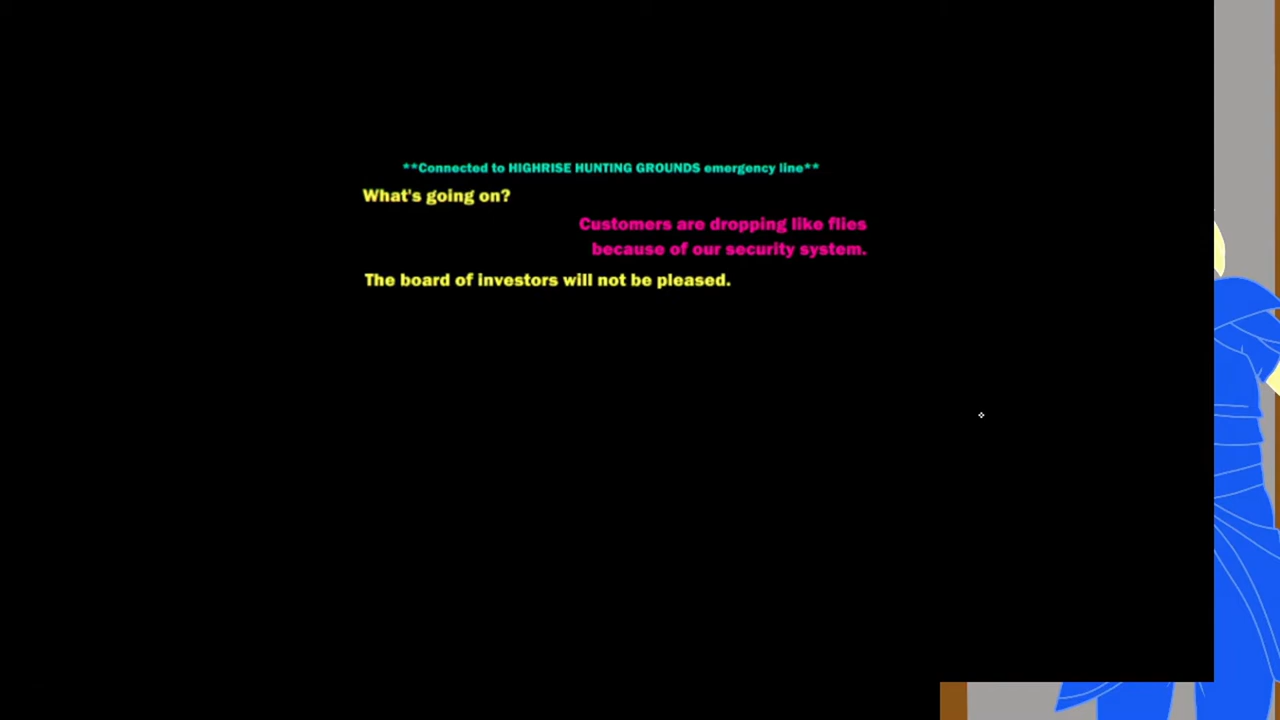 **Connected to HIGHRISE HUNTING GROUNDS emergency line**
What's going on?
Customers are dropping like flies
because of our security system.
The board of investors will not be pleased.